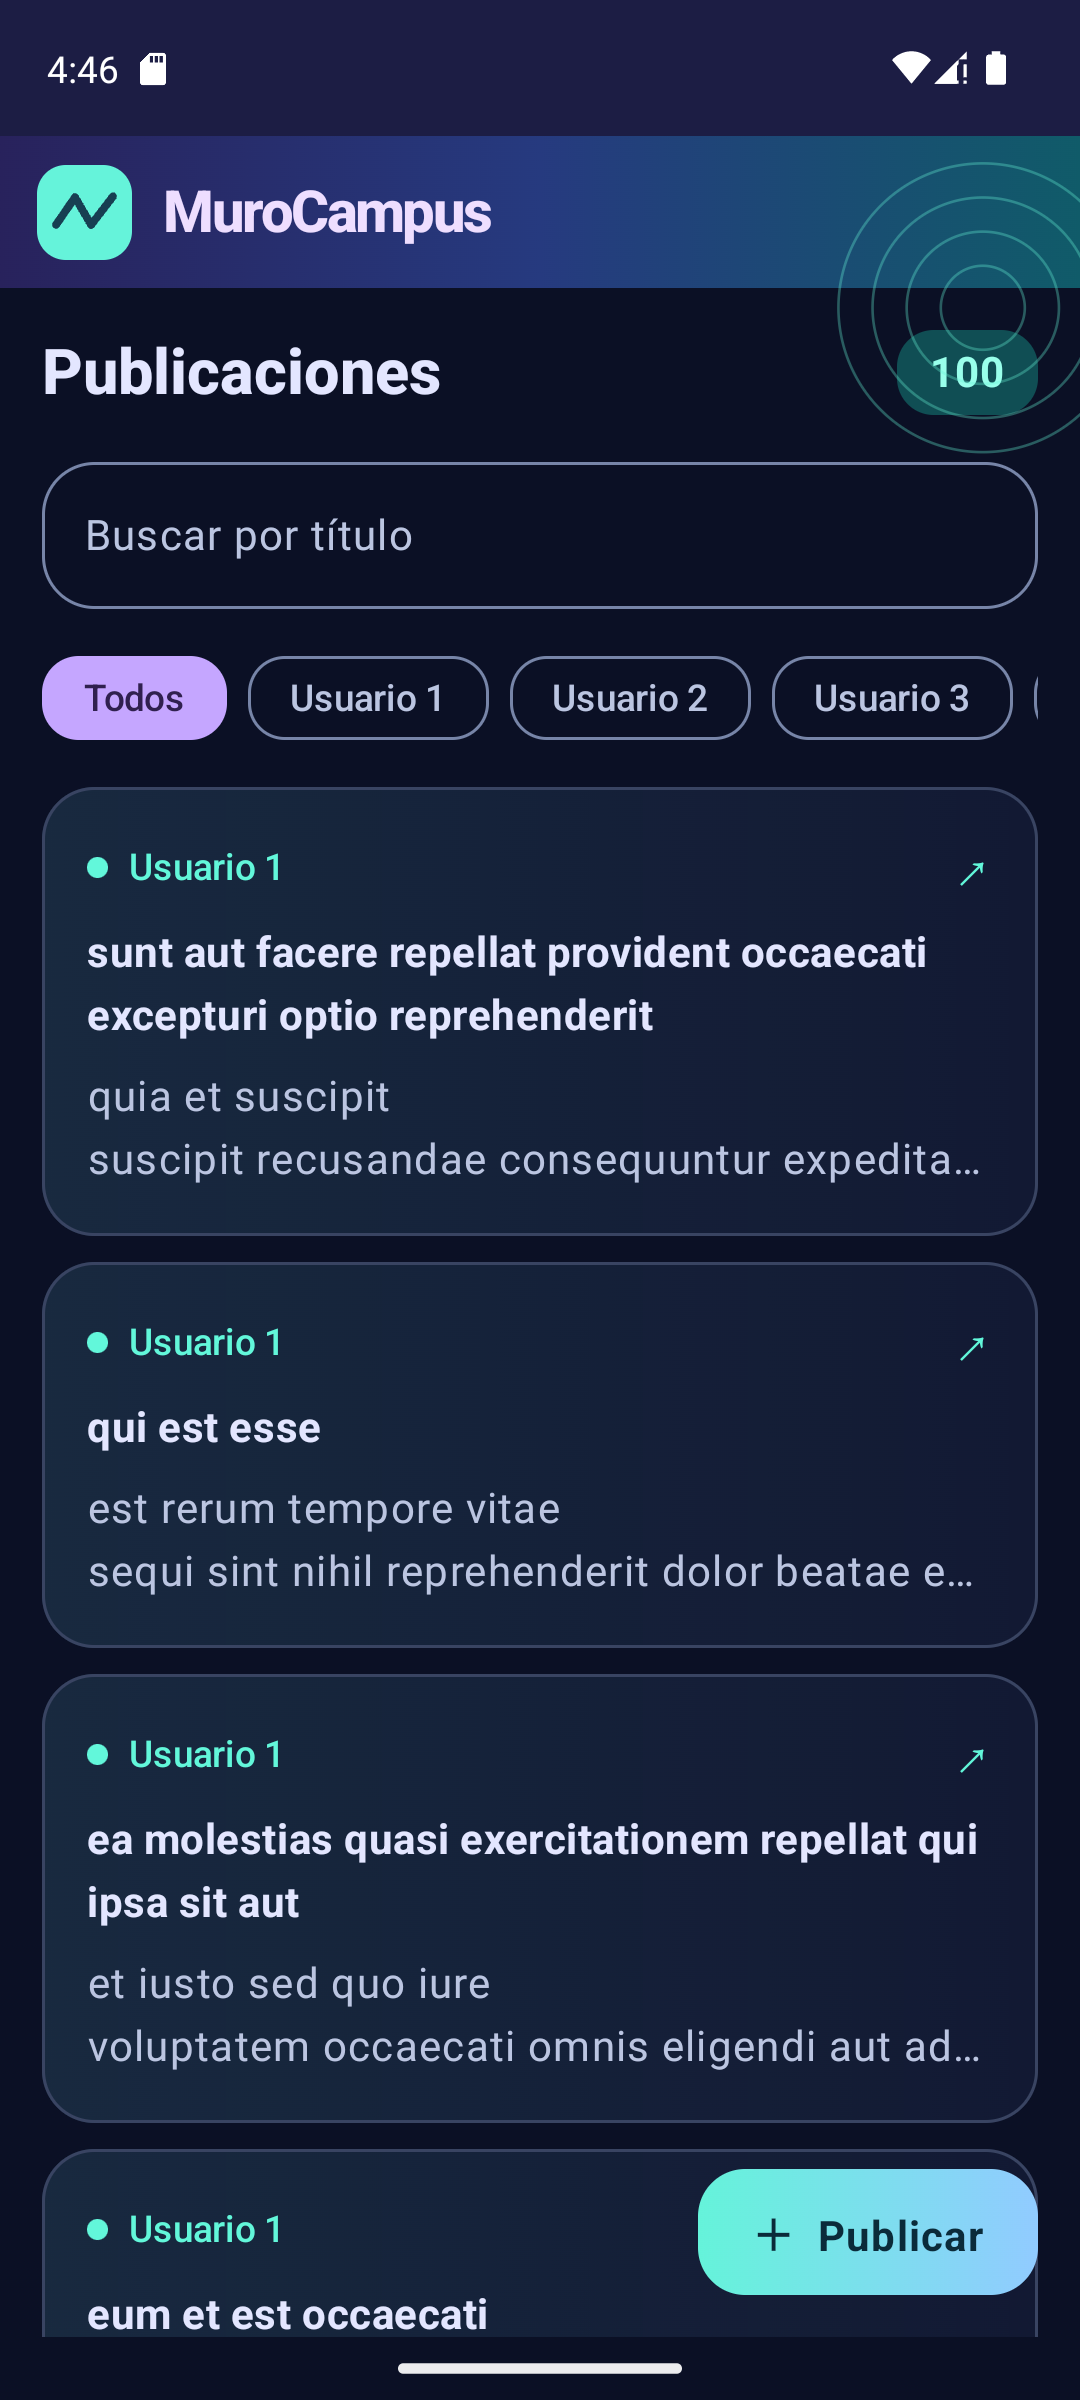 4:46
MuroCampus
Publicaciones
100
Buscar por título
Todos
Usuario 1
Usuario 2
Usuario 3
Usuario 1
sunt aut facere repellat provident occaecati
excepturi optio reprehenderit
quia et suscipit
suscipit recusandae consequuntur expedita…
Usuario 1
qui est esse
est rerum tempore vitae
sequi sint nihil reprehenderit dolor beatae e…
Usuario 1
ea molestias quasi exercitationem repellat qui
ipsa sit aut
et iusto sed quo iure
voluptatem occaecati omnis eligendi aut ad…
Usuario 1
+ Publicar
eum et est occaecati